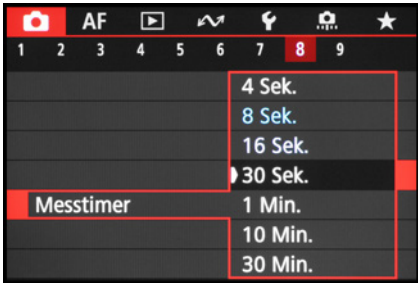 AF
1 2 3 4 5 6 7 8 9
4 Sek.
8 Sek.
16 Sek.
30 Sek.
Messtimer 1 Min.
10 Min.
30 Min.